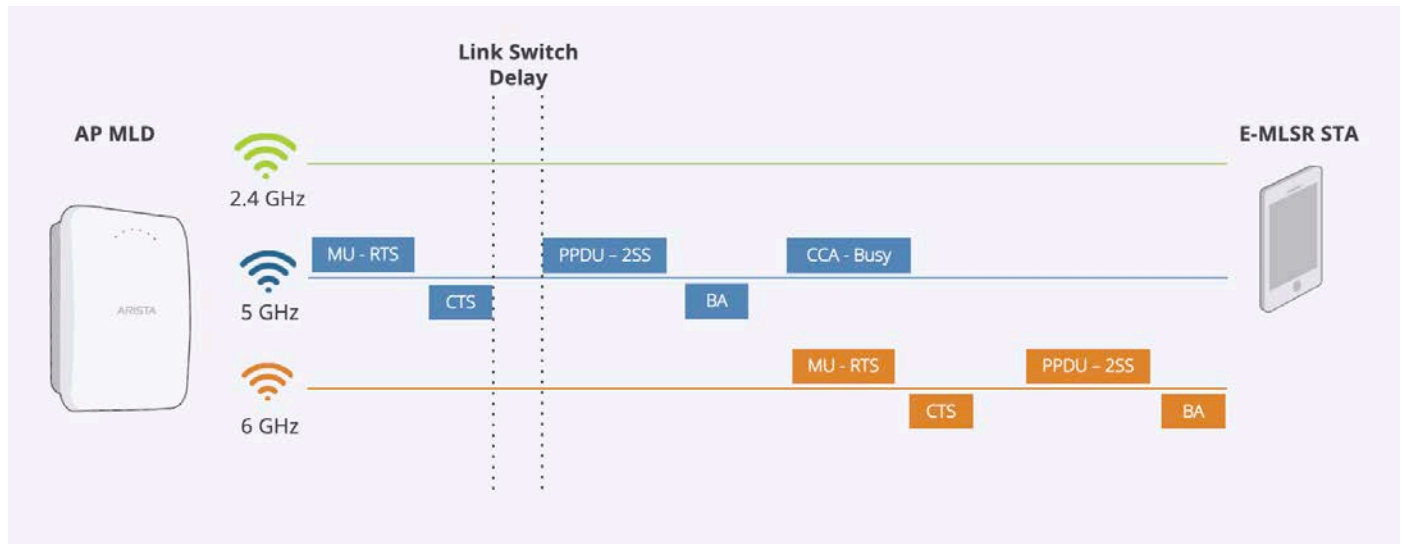 Link Switch
Delay
AP MLD
E-MLSR STA
2.4 GHz
MU - RTS
PPDU – 2SS
CCA - Busy
CTS
BA
ARISTA
5 GHz
MU - RTS
PPDU – 2SS
CTS
BA
6 GHz